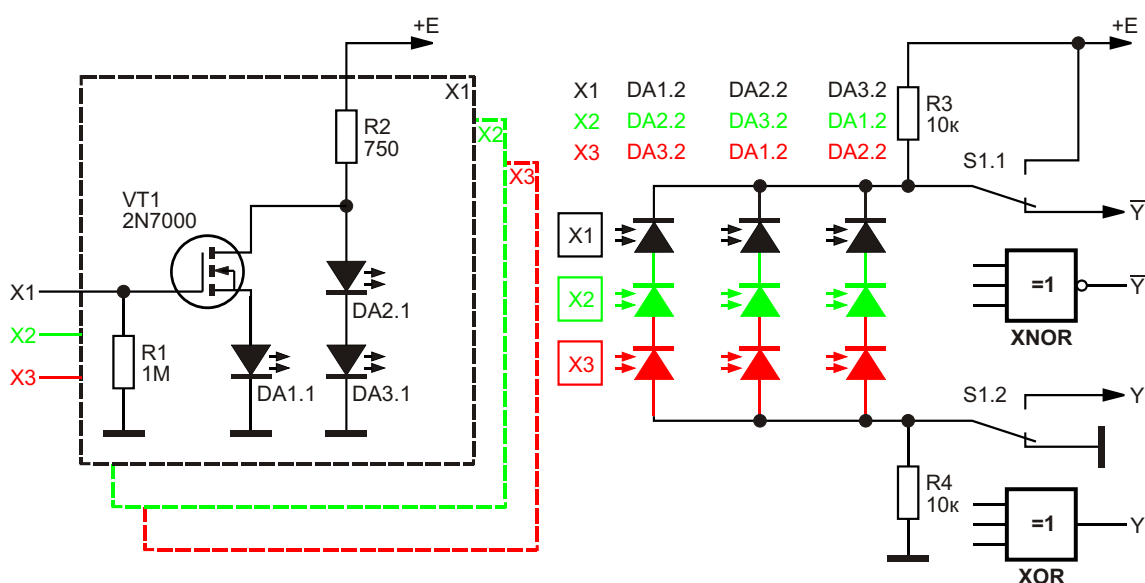 +E
X1
R2
750
X2
X3
VT1
2N7000
X1
X2
X3
R1
1M
DA1.1
DA2.1
DA3.1
+E
X1 DA1.2 DA2.2 DA3.2
X2 DA2.2 DA3.2 DA1.2
X3 DA3.2 DA1.2 DA2.2
R3
10к
S1.1
Y̅
X1
X2
X3
=1
Y̅
XNOR
S1.2
Y
R4
10к
=1
Y
XOR